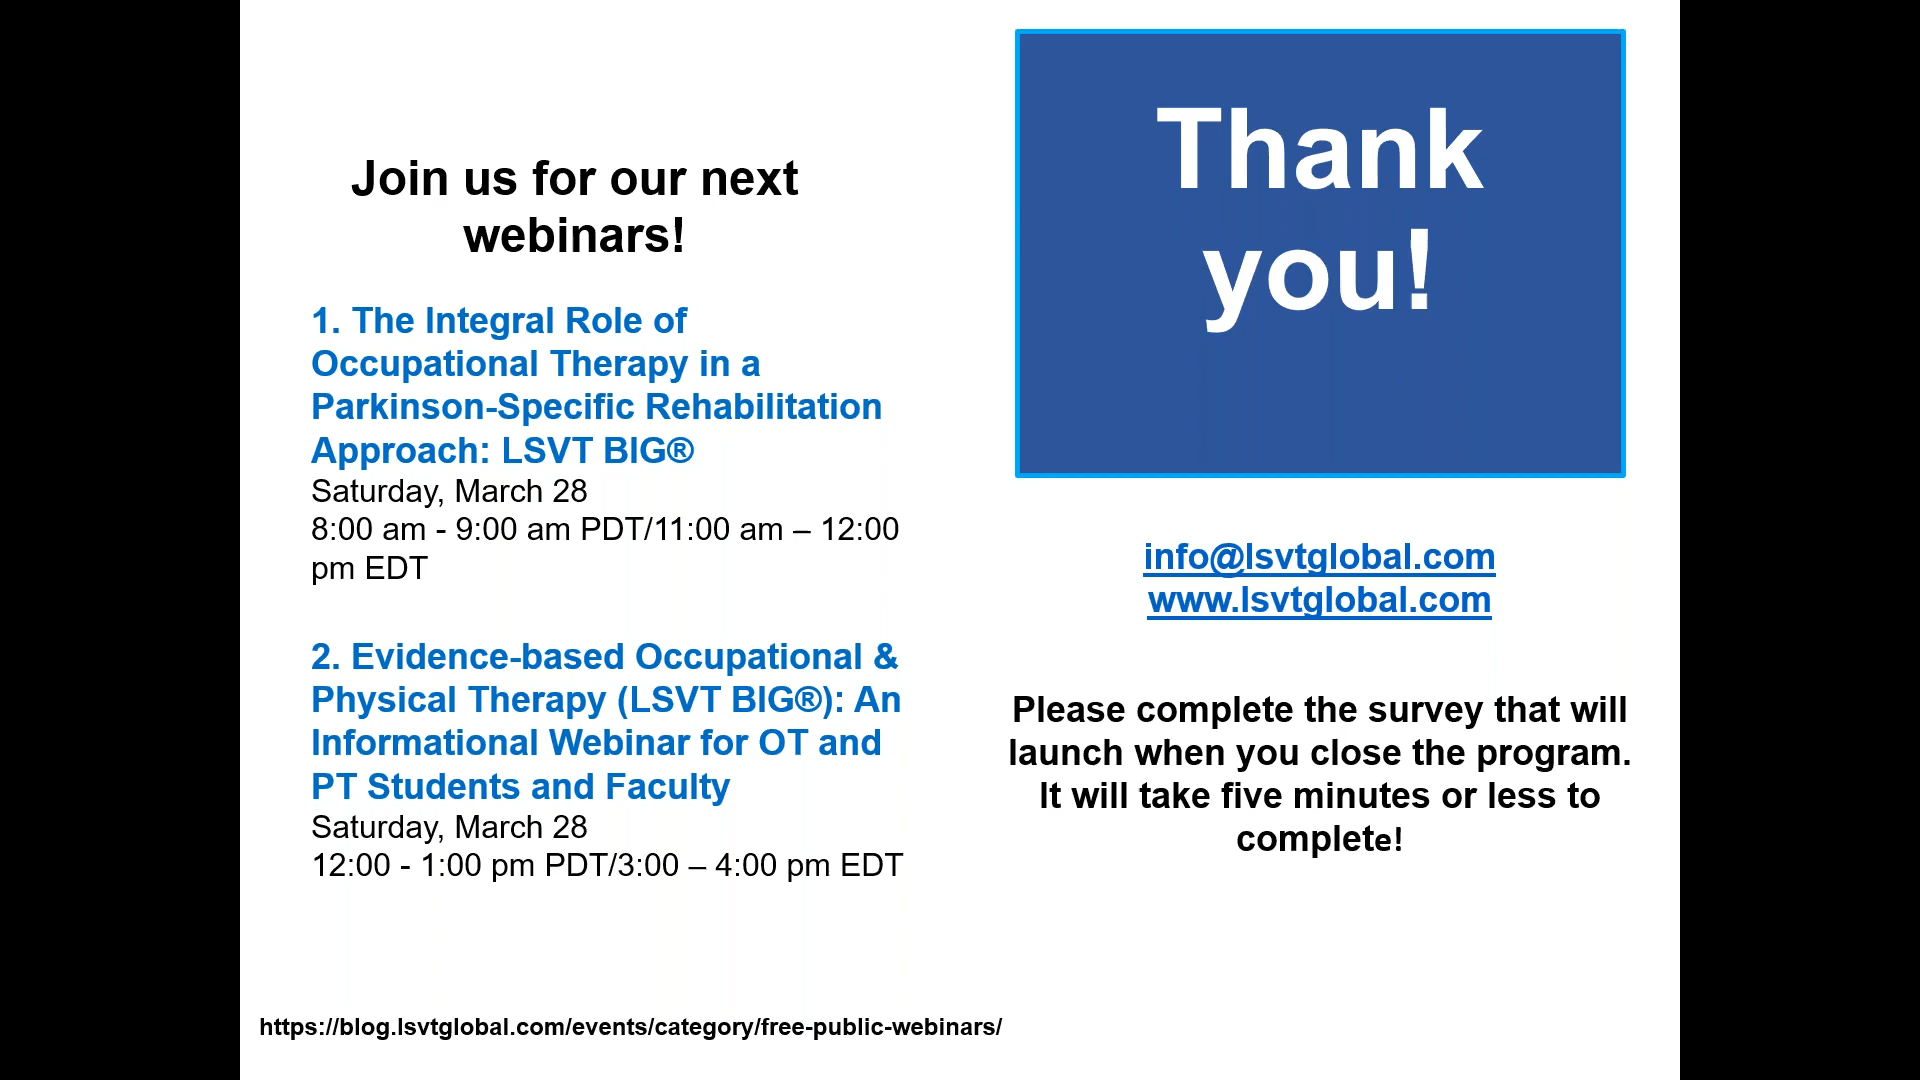 Join us for our next
webinars!
1. The Integral Role of
Occupational Therapy in a
Parkinson-Specific Rehabilitation
Approach: LSVT BIG®
Saturday, March 28
8:00 am - 9:00 am PDT/11:00 am – 12:00
pm EDT
2. Evidence-based Occupational &
Physical Therapy (LSVT BIG®): An
Informational Webinar for OT and
PT Students and Faculty
Saturday, March 28
12:00 - 1:00 pm PDT/3:00 – 4:00 pm EDT
https://blog.lsvtglobal.com/events/category/free-public-webinars/
Thank
you!
info@lsvtglobal.com
www.lsvtglobal.com
Please complete the survey that will
launch when you close the program.
It will take five minutes or less to
complete!